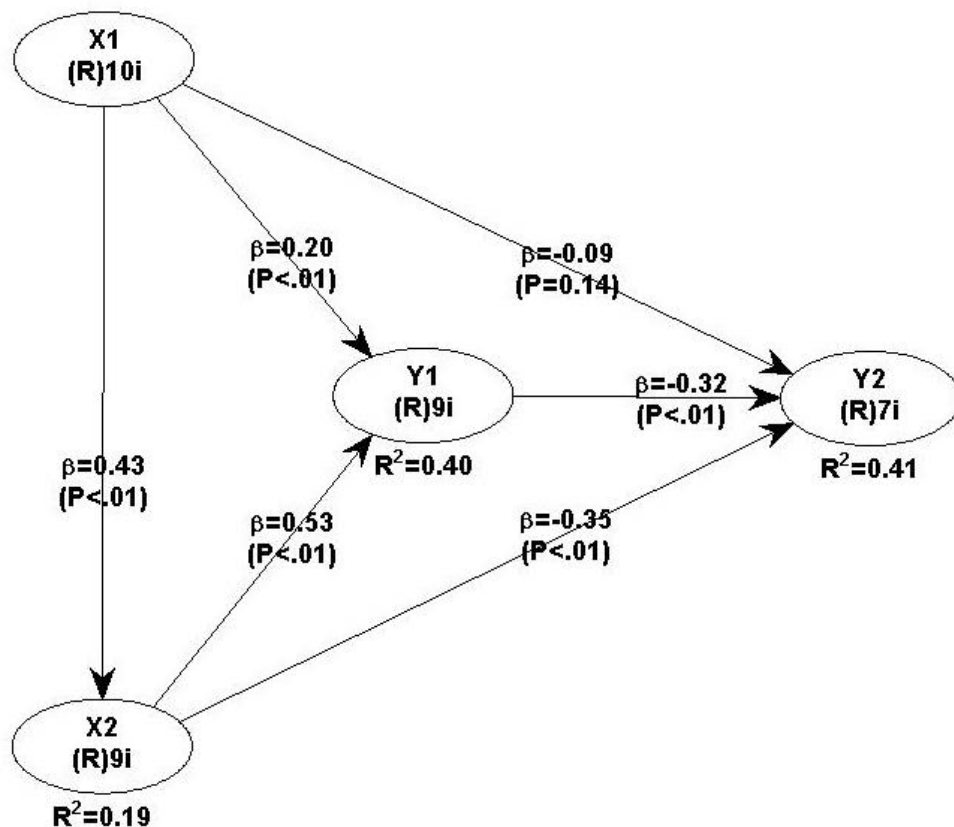 X1
(R)10i
β=0.20
(P<.01)
β=-0.09
(P=0.14)
Y1
(R)9i
R²=0.40
β=-0.32
(P<.01)
Y2
(R)7i
R²=0.41
β=0.43
(P<.01)
β=0.53
(P<.01)
β=-0.35
(P<.01)
X2
(R)9i
R²=0.19